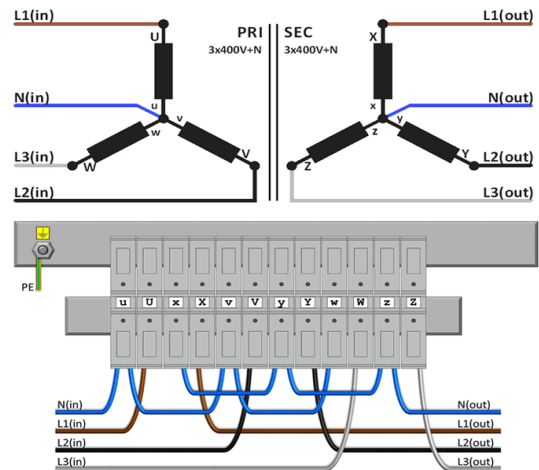 L1(in) PRI SEC L1(out)
U 3x400V+N 3x400V+N X
N(in) u x N(out)
w v z y
L3(in) W V Z Y L2(out)
L2(in) L3(out)
PE
u U x X v V y Y w W z Z
N(in) N(out)
L1(in) L1(out)
L2(in) L2(out)
L3(in) L3(out)